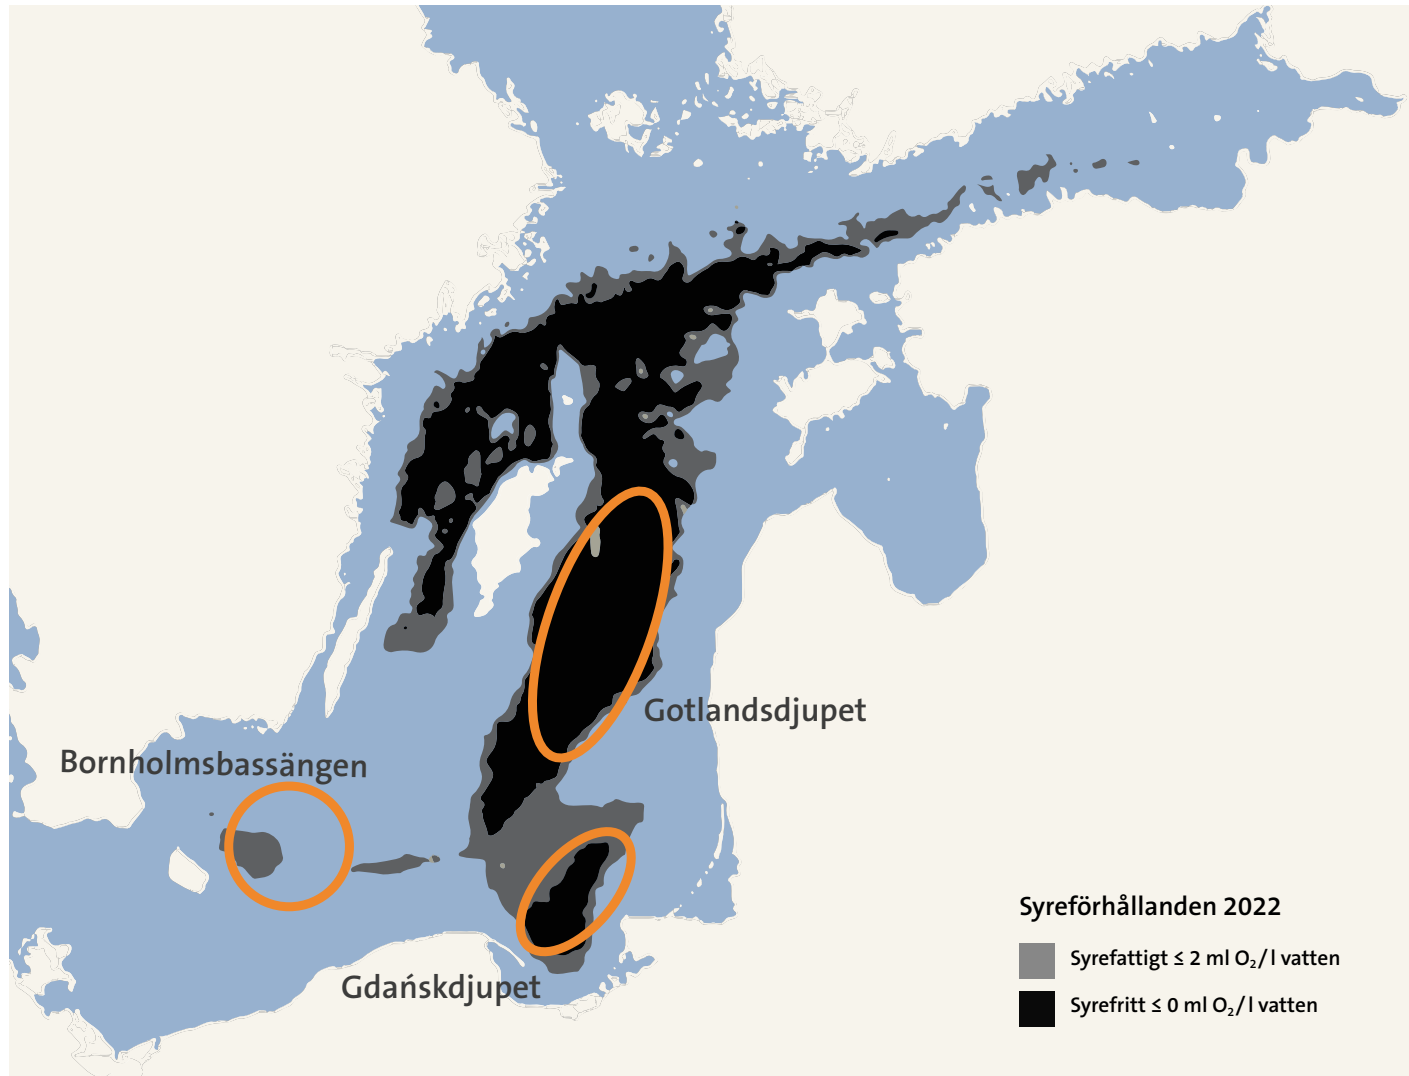 Gotlandsdjupet
Bornholmsbassängen
Gdańskdjupet
Syreförhållanden 2022
Syrefattigt ≤ 2 ml O₂/l vatten
Syrefritt ≤ 0 ml O₂/l vatten